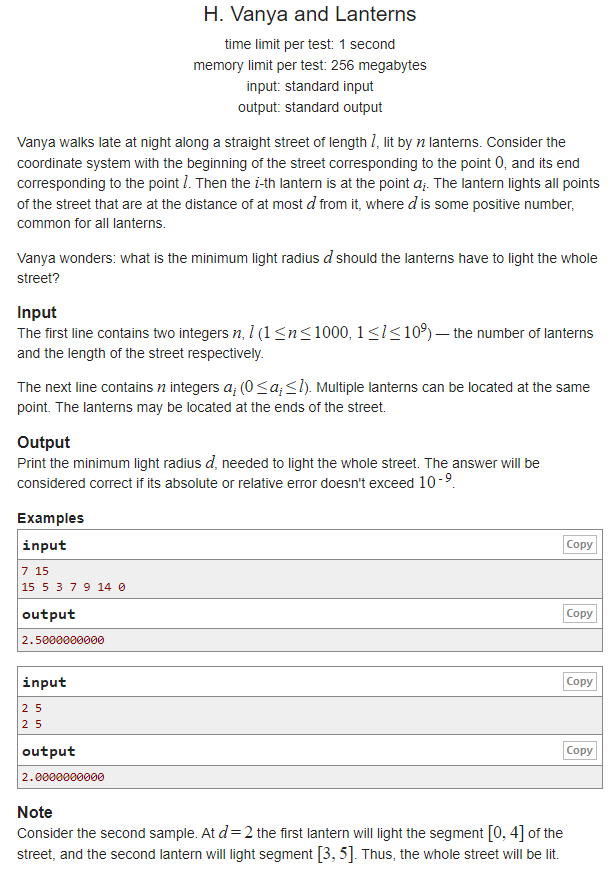 H. Vanya and Lanterns
time limit per test: 1 second
memory limit per test: 256 megabytes
input: standard input
output: standard output
Vanya walks late at night along a straight street of length l, lit by n lanterns. Consider the
coordinate system with the beginning of the street corresponding to the point 0, and its end
corresponding to the point l. Then the i-th lantern is at the point aᵢ. The lantern lights all points
of the street that are at the distance of at most d from it, where d is some positive number,
common for all lanterns.
Vanya wonders: what is the minimum light radius d should the lanterns have to light the whole
street?
Input
The first line contains two integers n, l (1 ≤ n ≤ 1000, 1 ≤ l ≤ 10⁹) — the number of lanterns
and the length of the street respectively.
The next line contains n integers aᵢ (0 ≤ aᵢ ≤ l). Multiple lanterns can be located at the same
point. The lanterns may be located at the ends of the street.
Output
Print the minimum light radius d, needed to light the whole street. The answer will be
considered correct if its absolute or relative error doesn't exceed 10⁻⁹.
Examples
input Copy
7 15
15 5 3 7 9 14 0
output Copy
2.5000000000
input Copy
2 5
2 5
output Copy
2.0000000000
Note
Consider the second sample. At d = 2 the first lantern will light the segment [0, 4] of the
street, and the second lantern will light segment [3, 5]. Thus, the whole street will be lit.